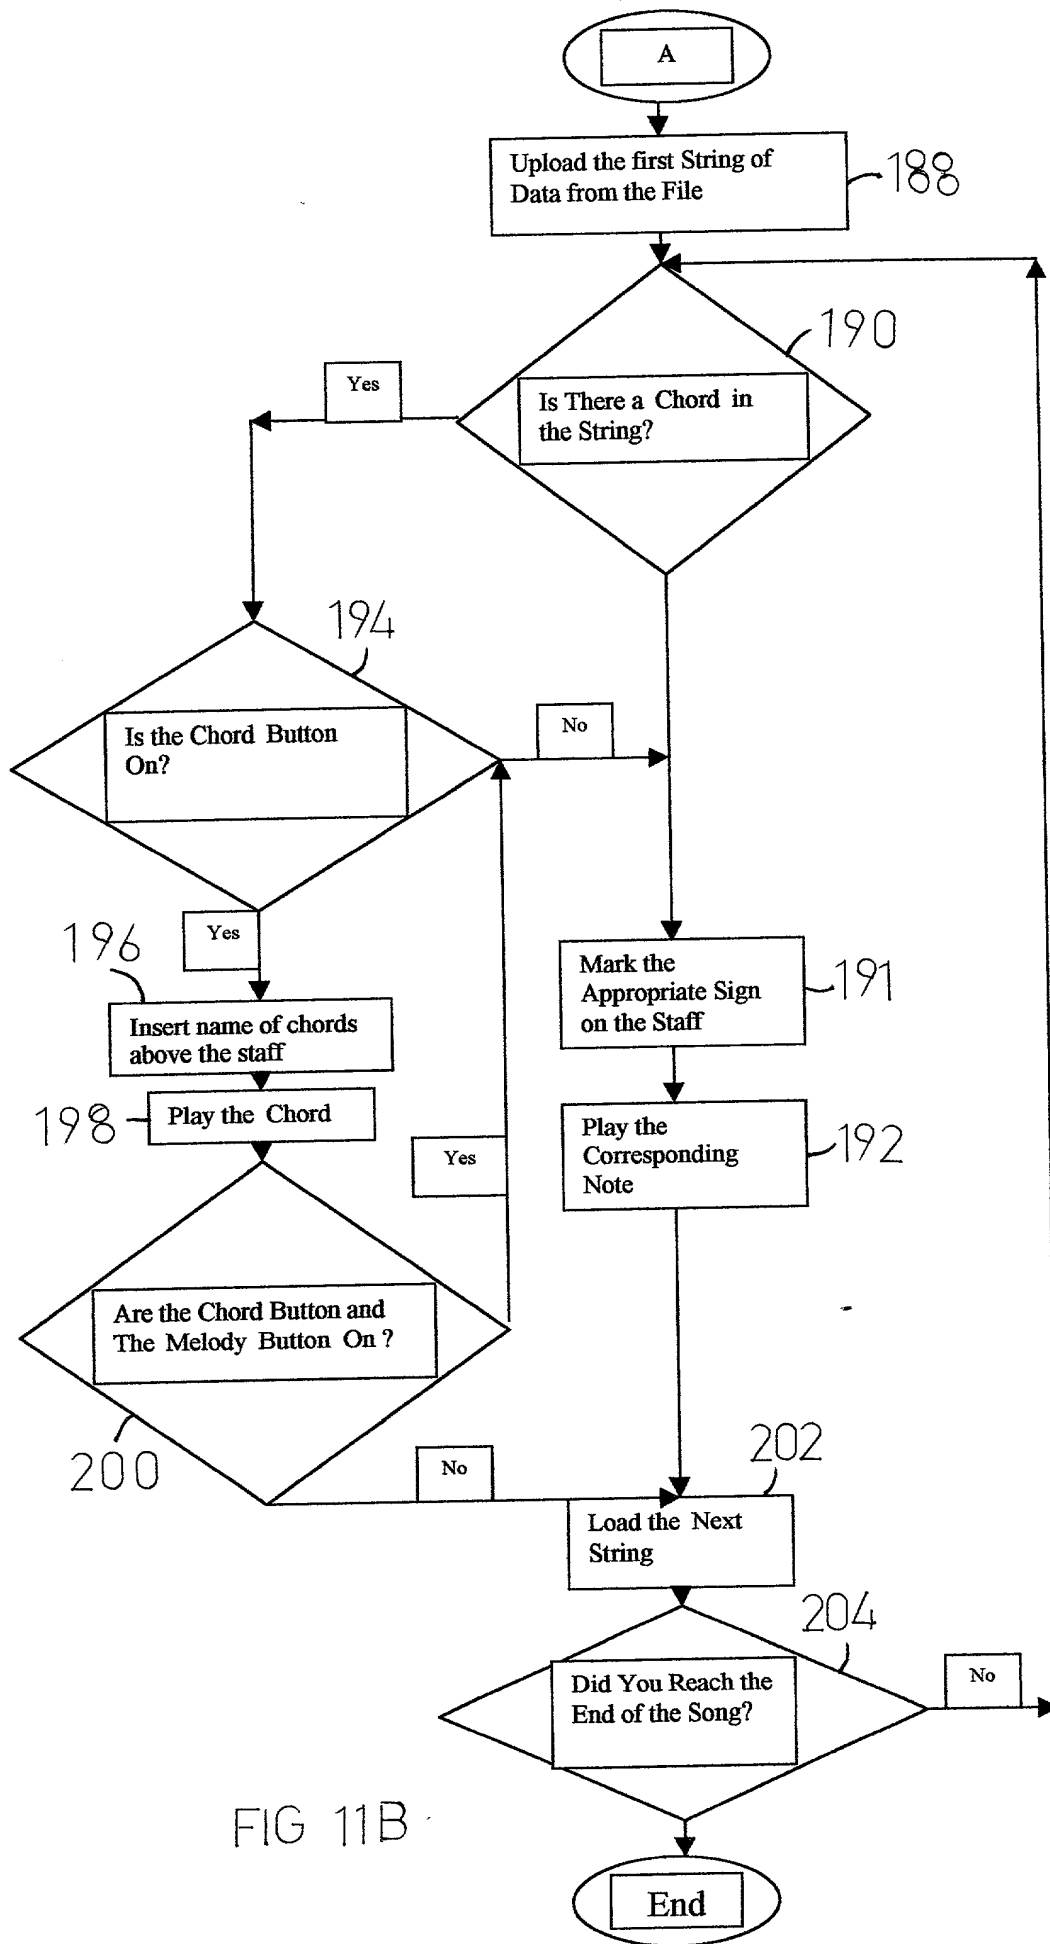 A
Upload the first String of
Data from the File
188
190
Is There a Chord in
the String?
Yes
194
Is the Chord Button
On?
No
Yes
196
Insert name of chords
above the staff
Mark the
Appropriate Sign
on the Staff
191
198
Play the Chord
Play the
Corresponding
Note
192
Yes
Are the Chord Button and
The Melody Button On ?
200
No
202
Load the Next
String
204
Did You Reach the
End of the Song?
No
FIG 11B
End